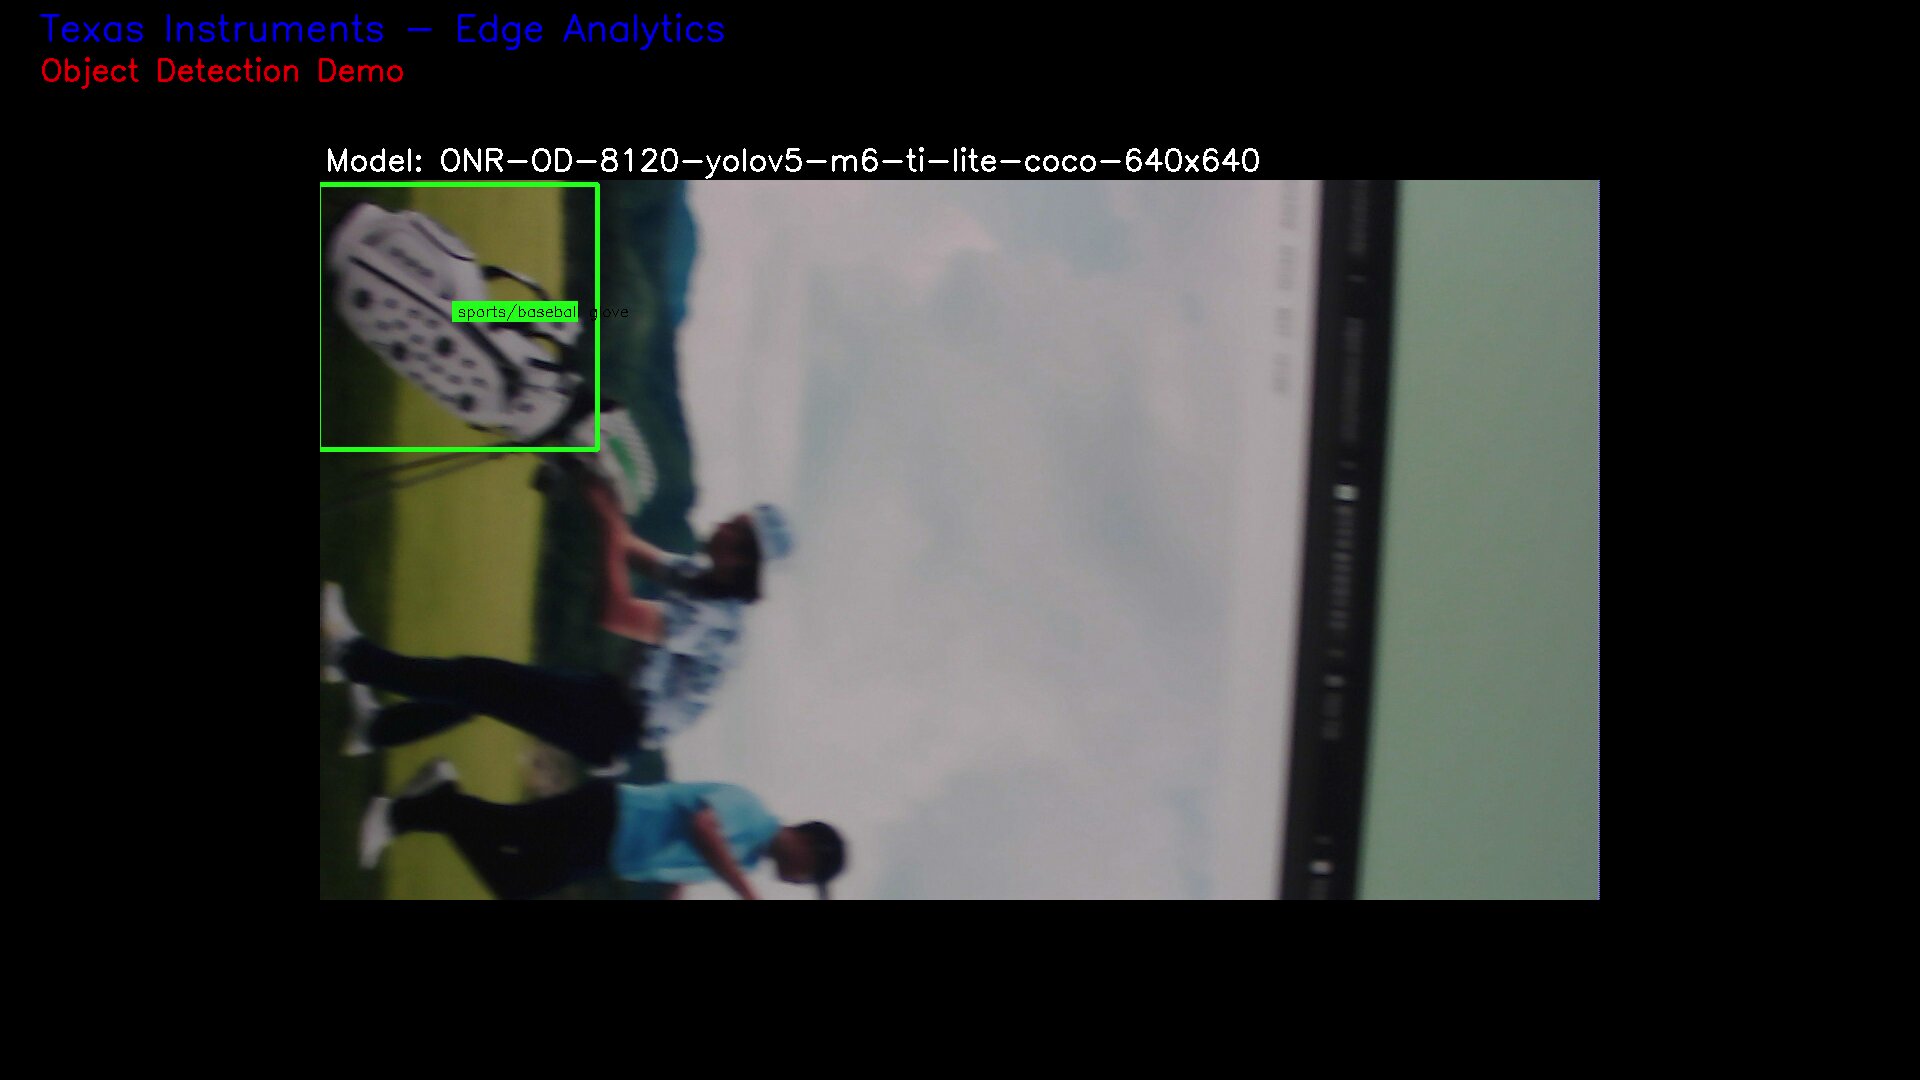 Texas Instruments - Edge Analytics
Object Detection Demo
Model: ONR-OD-8120-yolov5-m6-ti-lite-coco-640x640
sports/baseball glove